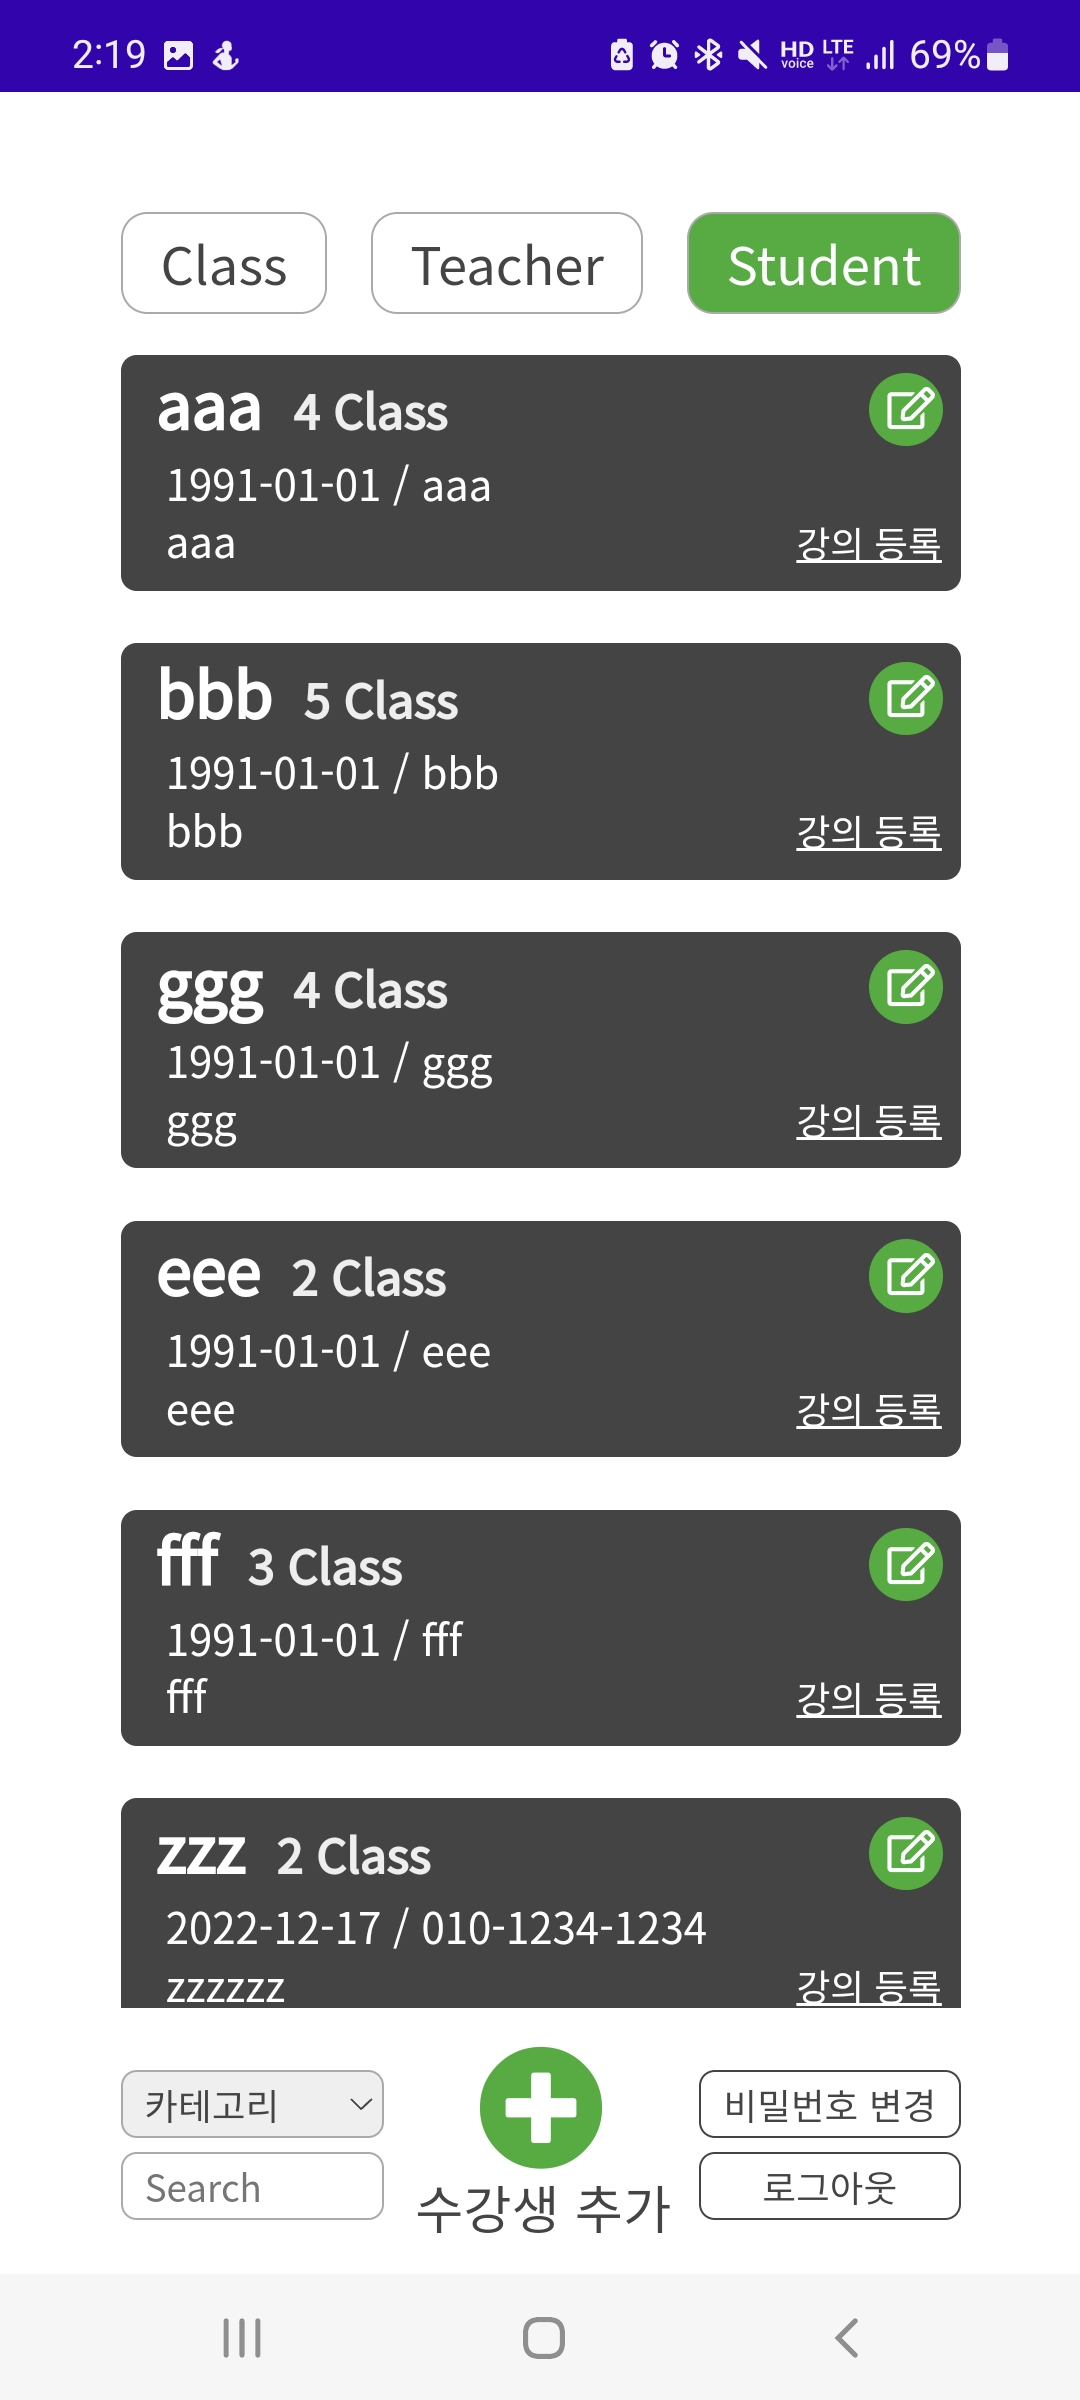 2:19 HD voice LTE 69%
Class Teacher Student
aaa 4 Class
1991-01-01 / aaa
aaa 강의 등록
bbb 5 Class
1991-01-01 / bbb
bbb 강의 등록
ggg 4 Class
1991-01-01 / ggg
ggg 강의 등록
eee 2 Class
1991-01-01 / eee
eee 강의 등록
fff 3 Class
1991-01-01 / fff
fff 강의 등록
zzz 2 Class
2022-12-17 / 010-1234-1234
zzzzzz 강의 등록
카테고리 비밀번호 변경
Search 로그아웃
수강생 추가